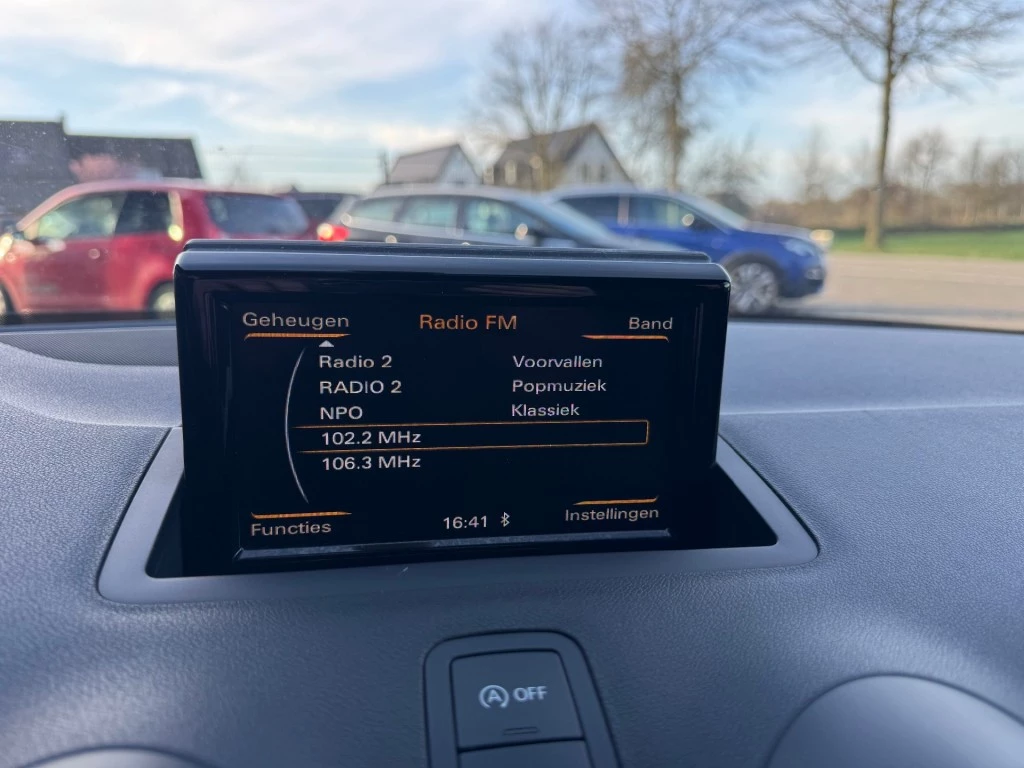 Geheugen Radio FM Band
Radio 2 Voorvallen
RADIO 2 Popmuziek
NPO Klassiek
102.2 MHz
106.3 MHz
Functies 16:41 Instellingen
A OFF